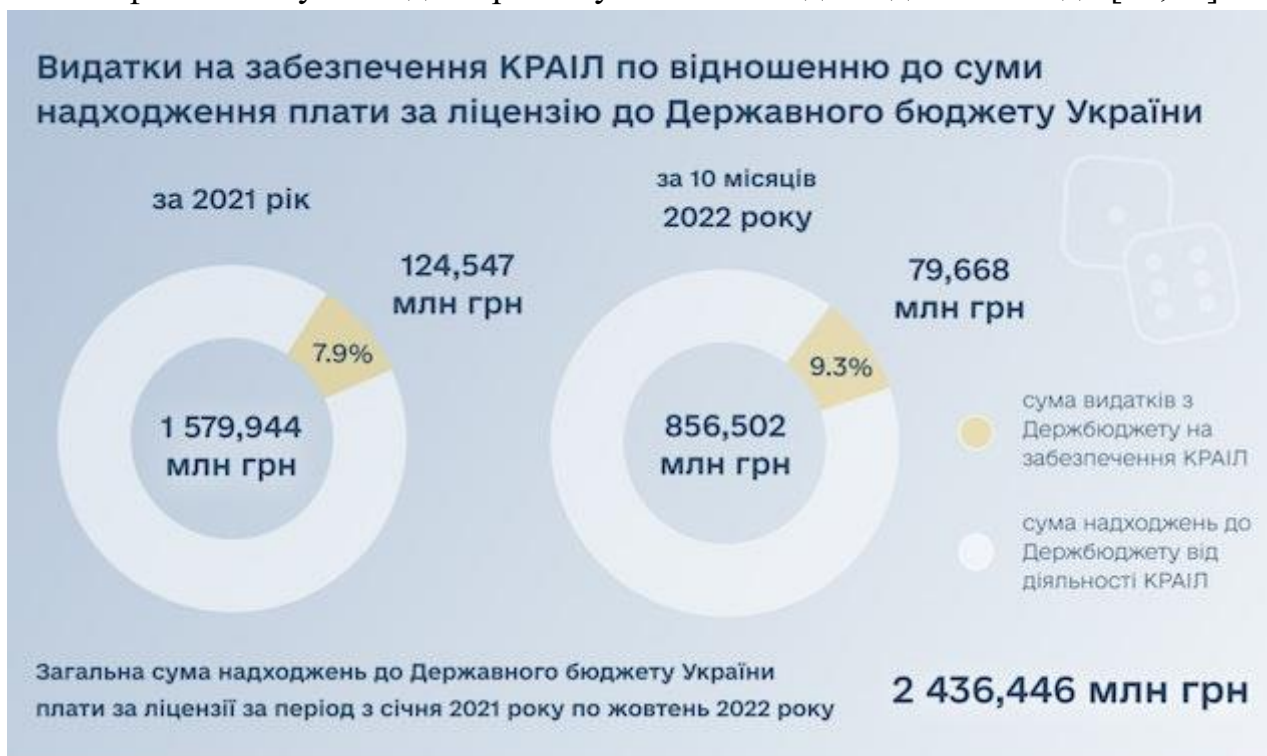 Видатки на забезпечення КРАІЛ по відношенню до суми
надходження плати за ліцензію до Державного бюджету України
за 2021 рік
124,547
млн грн
7.9%
1 579,944
млн грн
за 10 місяців
2022 року
79,668
млн грн
9.3%
856,502
млн грн
сума видатків з
Держбюджету на
забезпечення КРАІЛ
сума надходжень до
Держбюджету від
діяльності КРАІЛ
Загальна сума надходжень до Державного бюджету України
плати за ліцензії за період з січня 2021 року по жовтень 2022 року
2 436,446 млн грн